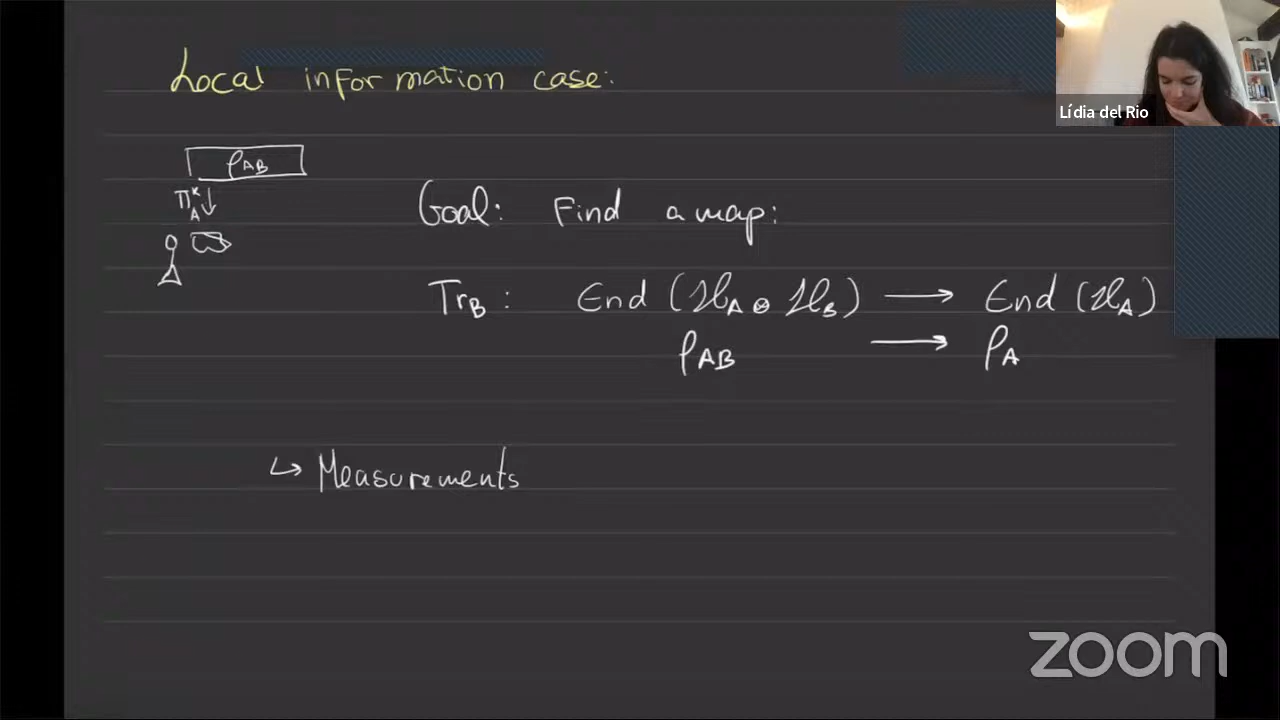 Local information case:
Lídia del Rio
ρAB
Π_A^k ↓
Goal: Find a map:
TrB : End (ℋA ⊗ ℋB) → End (ℋA)
ρAB → ρA
↳ Measurements
zoom